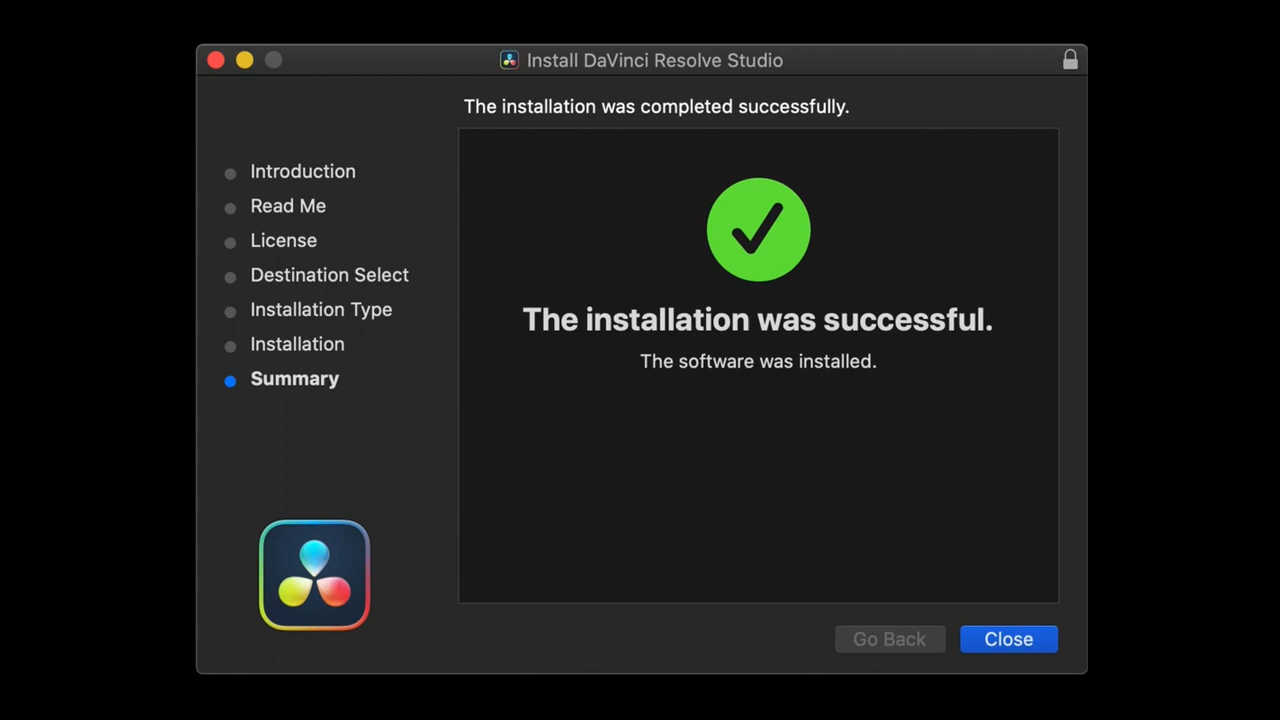 Install DaVinci Resolve Studio
The installation was completed successfully.
Introduction
Read Me
License
Destination Select
Installation Type
Installation
Summary
The installation was successful.
The software was installed.
Go Back
Close